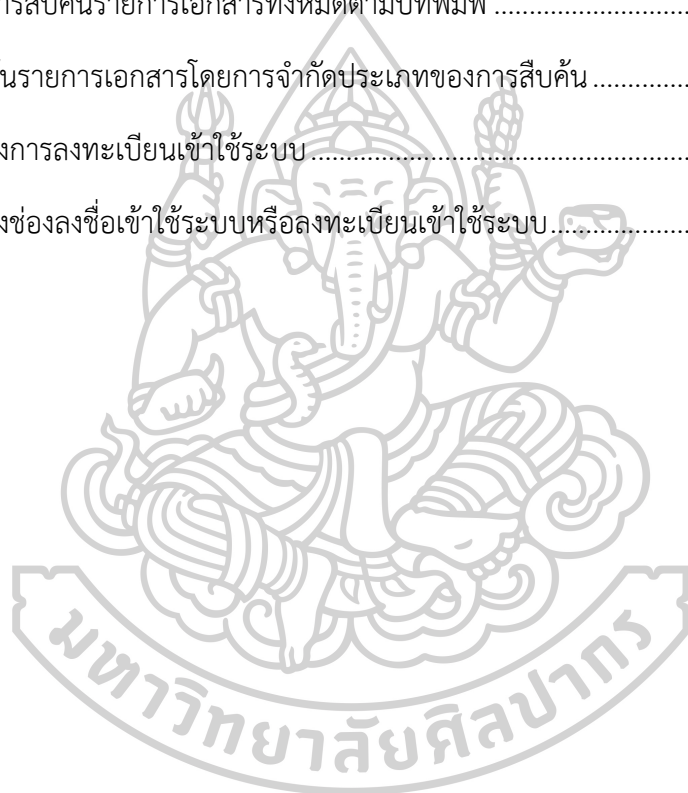 ารสืบค้นรายการเอกสารทั้งหมดตามบทพิมพ์ ........................
นรายการเอกสารโดยการจำกัดประเภทของการสืบค้น ...............
งการลงทะเบียนเข้าใช้ระบบ ......................................................
งช่องลงชื่อเข้าใช้ระบบหรือลงทะเบียนเข้าใช้ระบบ .....................
มหาวิทยาลัยศิลปากร